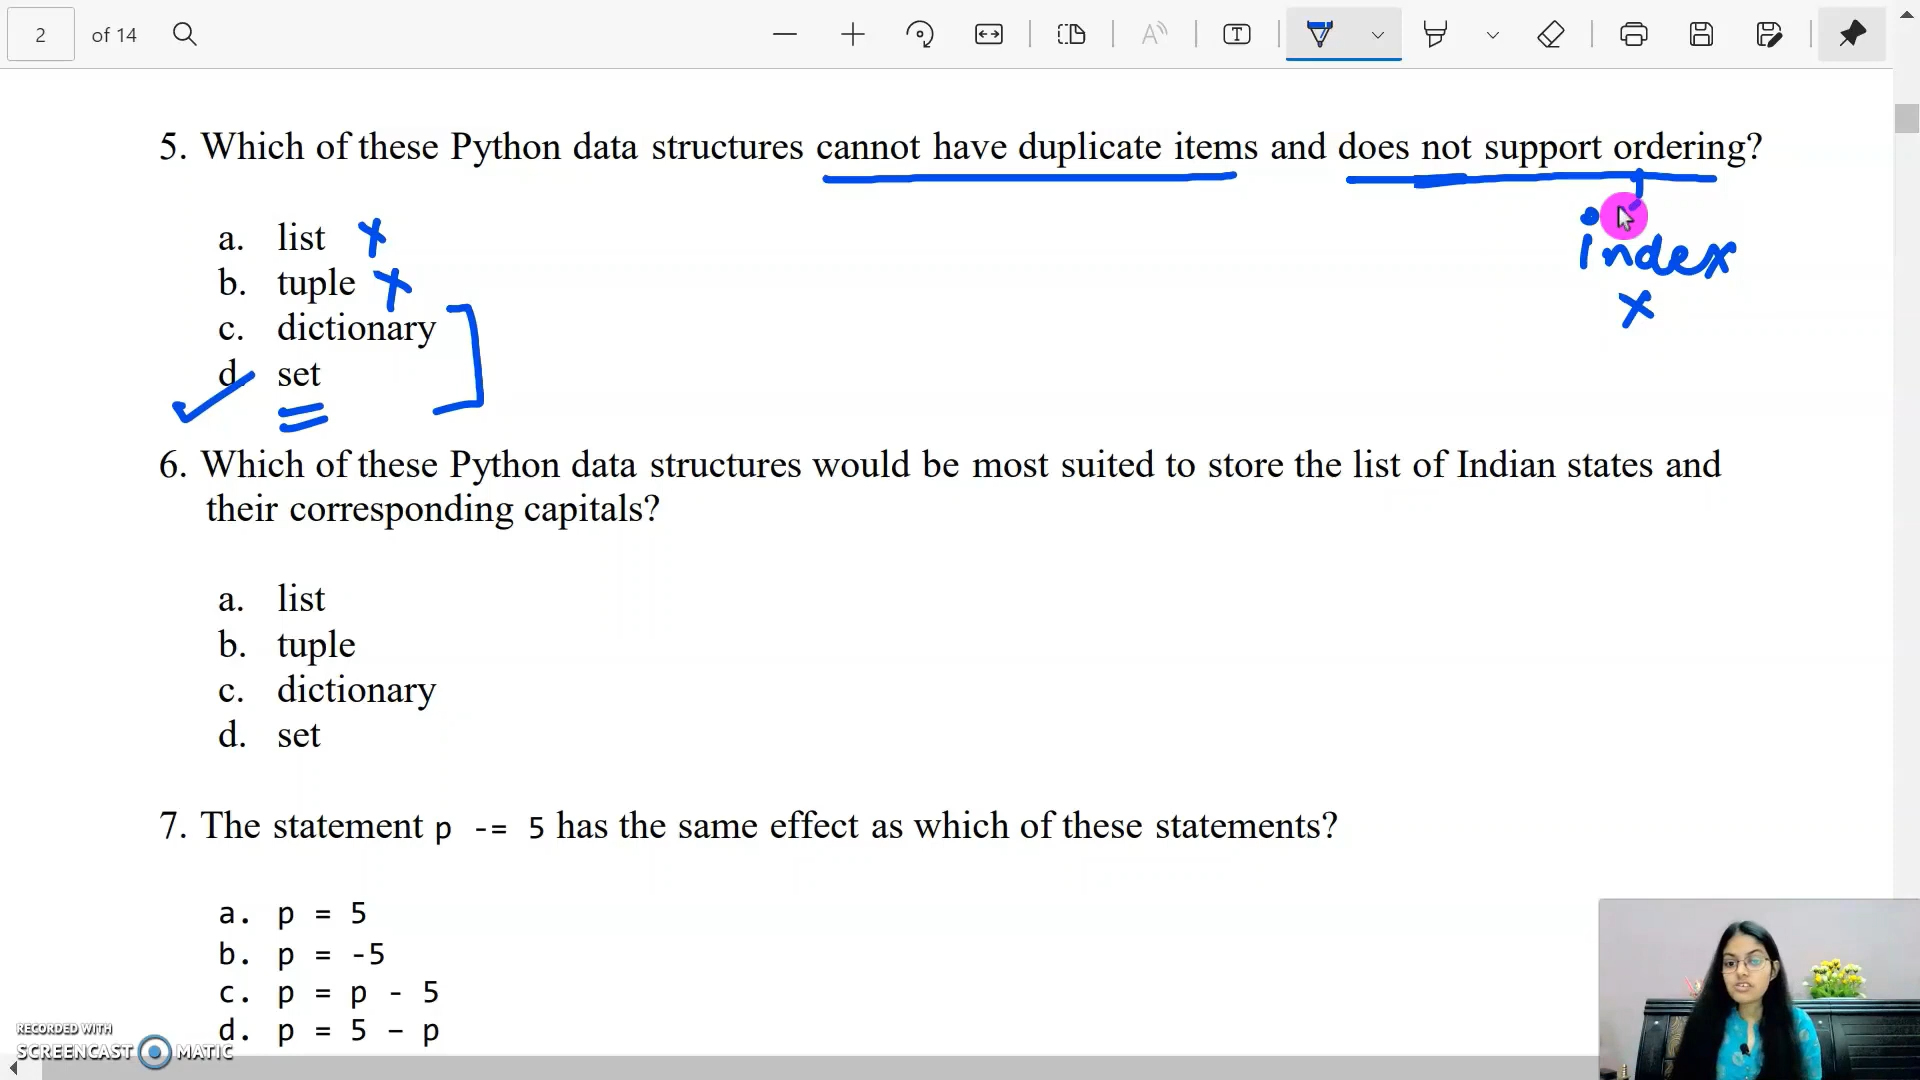 2 of 14
5. Which of these Python data structures cannot have duplicate items and does not support ordering?
index
a. list
b. tuple
c. dictionary
d. set
6. Which of these Python data structures would be most suited to store the list of Indian states and
their corresponding capitals?
a. list
b. tuple
c. dictionary
d. set
7. The statement p -= 5 has the same effect as which of these statements?
a. p = 5
b. p = -5
c. p = p - 5
d. p = 5 – p
RECORDED WITH
SCREENCAST MATIC